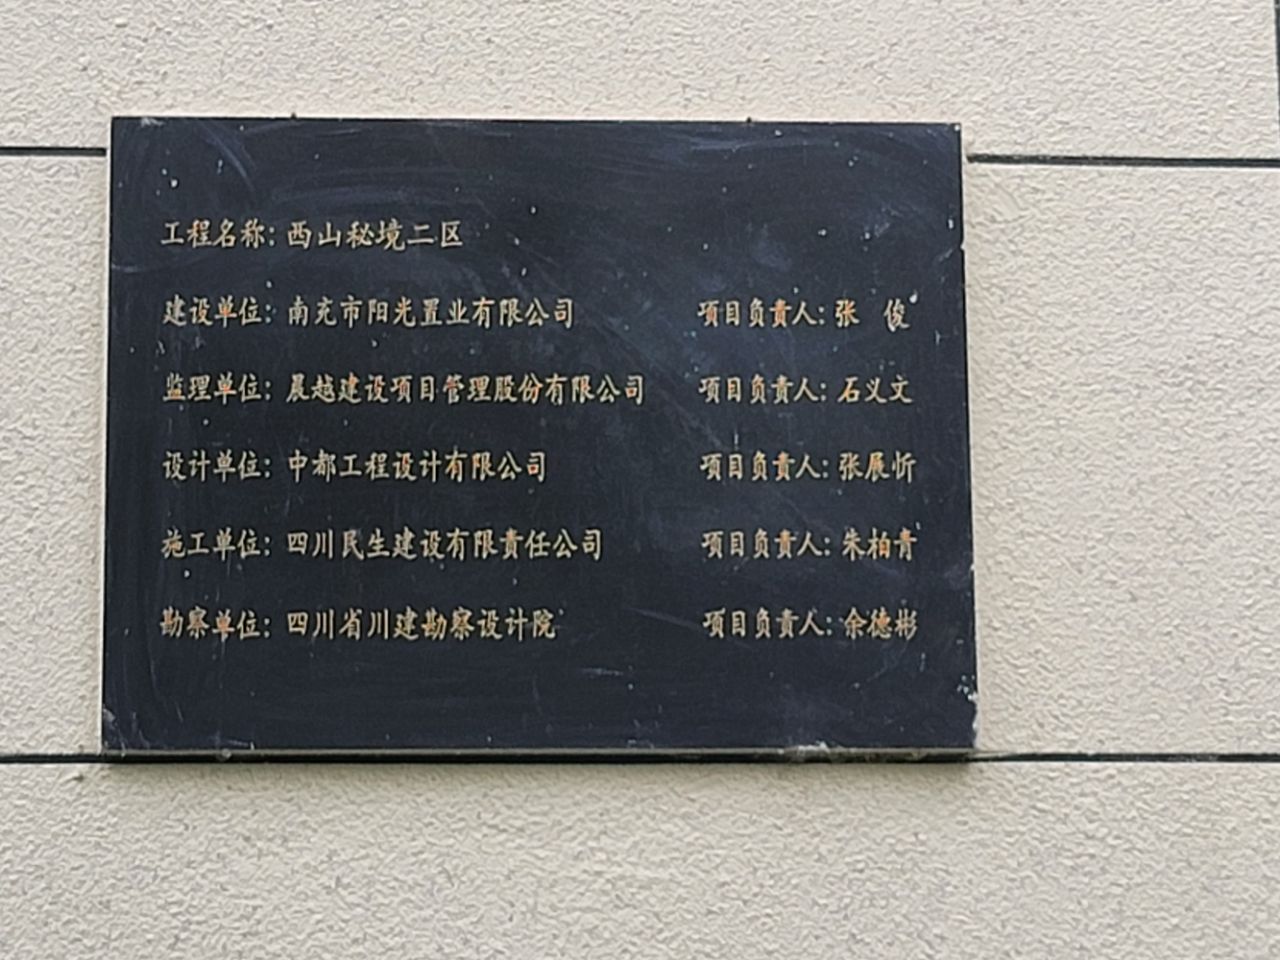 工程名称: 西山秘境二区
建设单位: 南充市阳光置业有限公司 项目负责人: 张 俊
监理单位: 晨越建设项目管理股份有限公司 项目负责人: 石义文
设计单位: 中都工程设计有限公司 项目负责人: 张展忻
施工单位: 四川民生建设有限责任公司 项目负责人: 朱柏青
勘察单位: 四川省川建勘察设计院 项目负责人: 余德彬